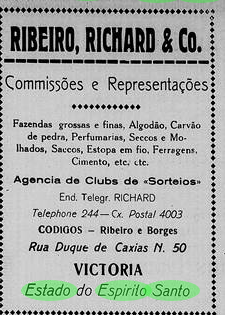 RIBEIRO, RICHARD & Co.
Commissões e Representações
Fazendas grossas e finas, Algodão, Carvão
de pedra, Perfumarias, Seccos e Mo-
lhados, Saccos, Estopa em fio, Ferragens,
Cimento, etc. etc.
Agencia de Clubs de «Sorteios»
End. Telegr. RICHARD
Telephone 244 — Cx. Postal 4003
CODIGOS — Ribeiro e Borges
Rua Duque de Caxias N. 50
VICTORIA
Estado do Espirito Santo